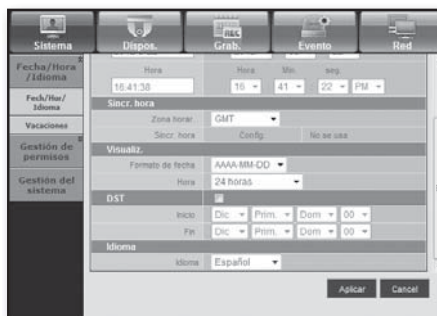 Sistema Dispos. Grab. Evento Red
Fecha/Hora
/Idioma
Fech/Hor/
Idioma
Vacaciones
Gestión de
permisos
Gestión del
sistema
Hora Hora Min. seg.
16:41:38 16 41 : 22 PM
Sincr. hora
Zona horar. GMT
Sincr. hora Config. No se usa
Visualiz.
Formato de fecha AAAA-MM-DD
Hora 24 horas
DST
Inicio Dic Prim. Dom 00
Fin Dic Prim. Dom 00
Idioma
Idioma Español
Aplicar Cancel